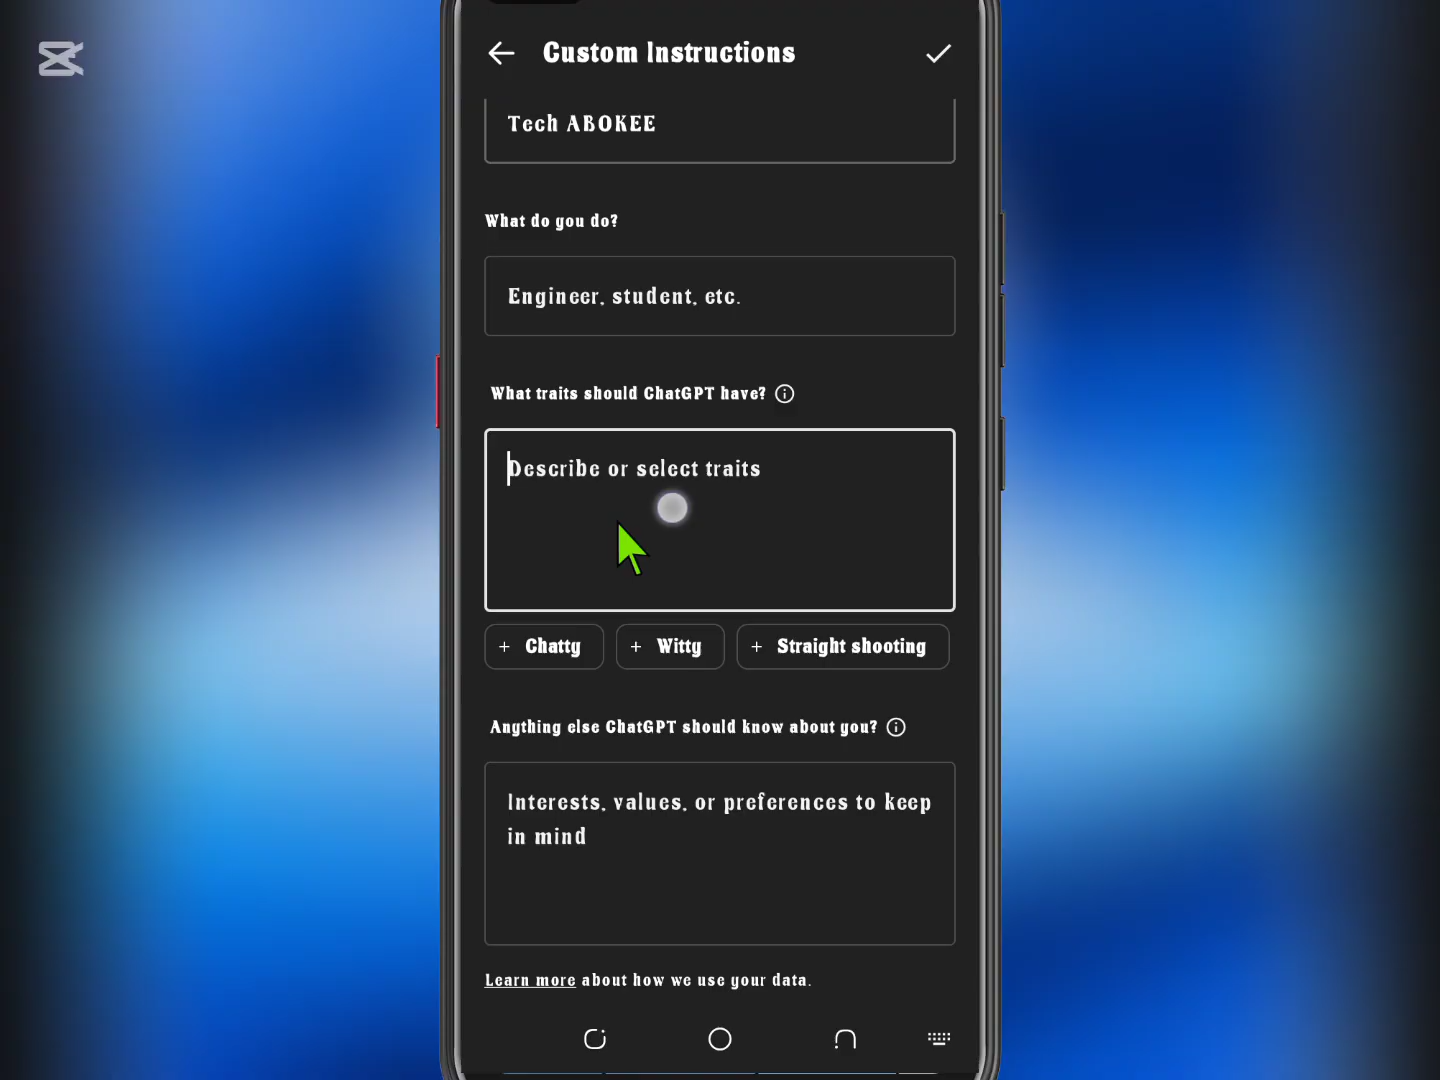 Custom Instructions
Tech ABOKEE
What do you do?
Engineer, student, etc.
What traits should ChatGPT have?
Describe or select traits
+ Chatty + Witty + Straight shooting
Anything else ChatGPT should know about you?
Interests, values, or preferences to keep
in mind
Learn more about how we use your data.